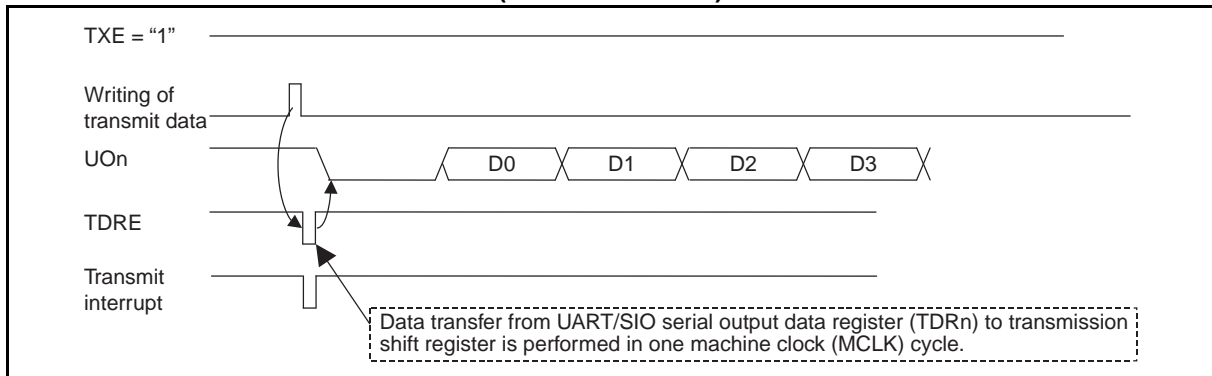 TXE = “1”
Writing of
transmit data
UOn
D0 D1 D2 D3
TDRE
Transmit
interrupt
Data transfer from UART/SIO serial output data register (TDRn) to transmission
shift register is performed in one machine clock (MCLK) cycle.